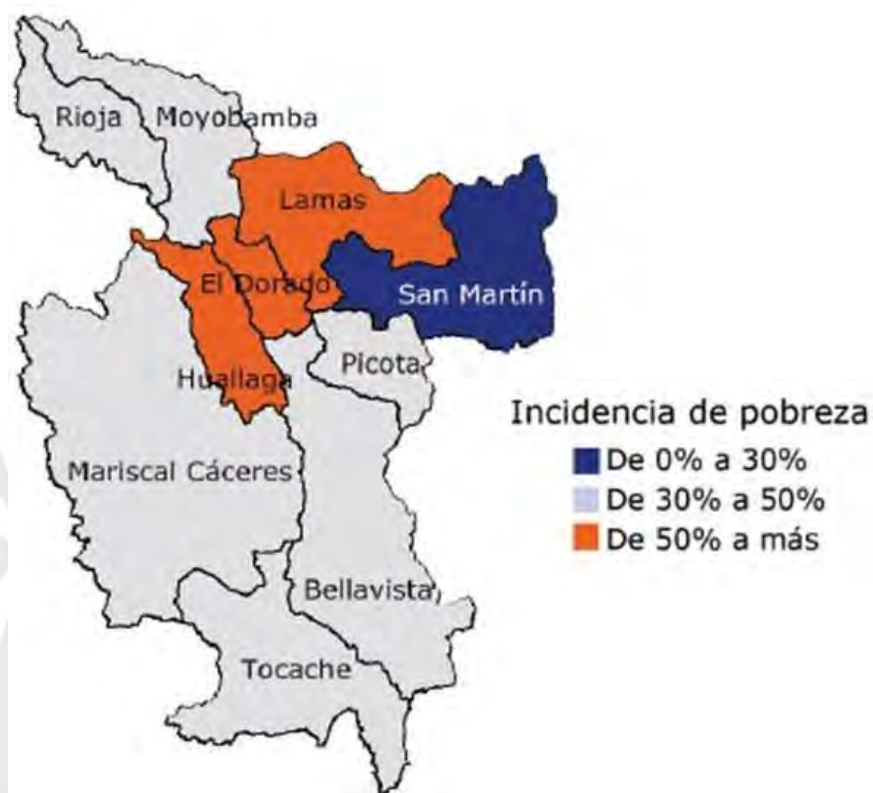 Rioja
Moyobamba
Lamas
El Dorado
San Martín
Picota
Huallaga
Mariscal Cáceres
Bellavista
Tocache
Incidencia de pobreza
De 0% a 30%
De 30% a 50%
De 50% a más